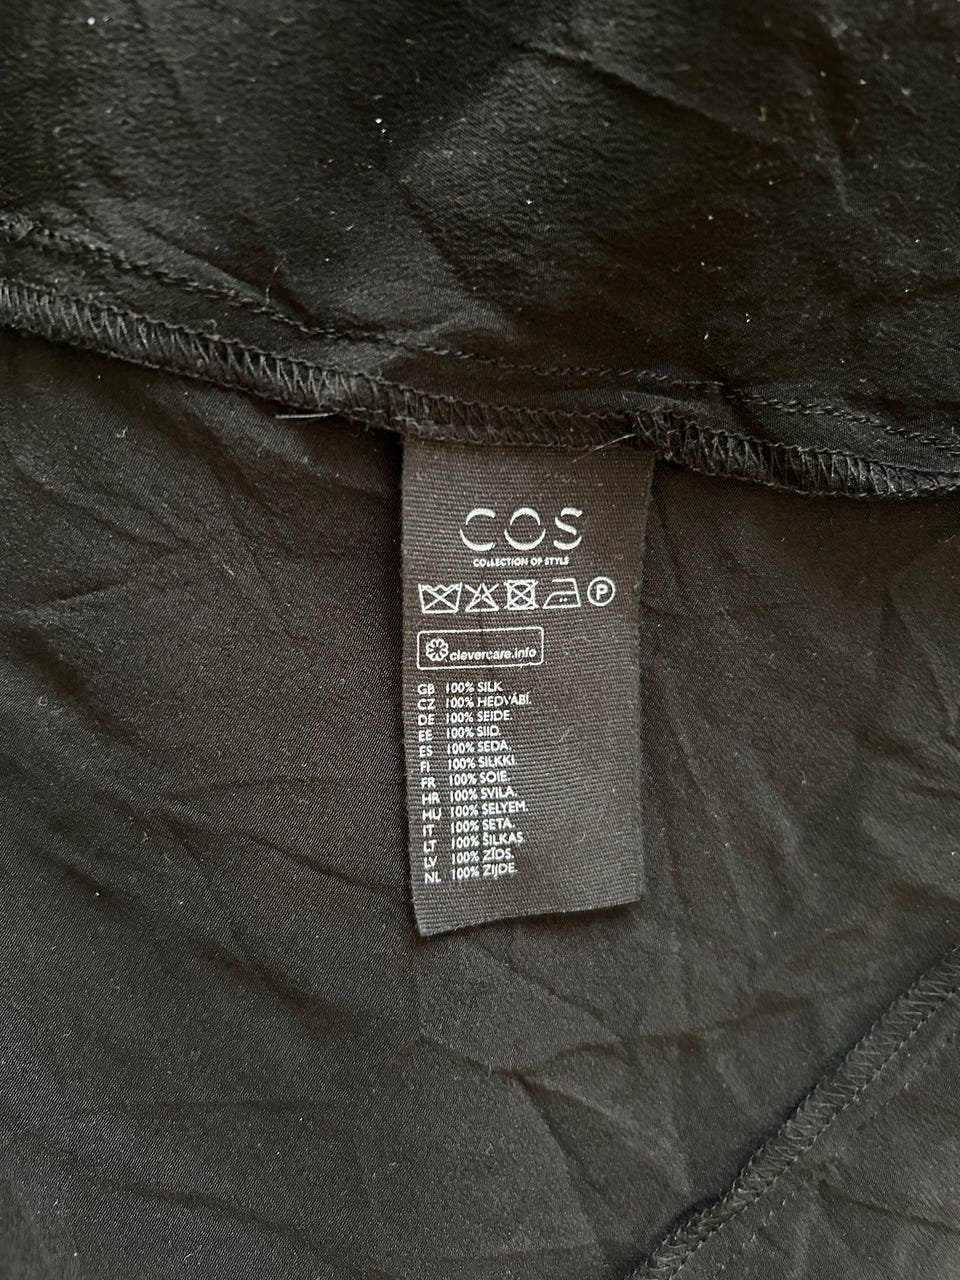 COS
COLLECTION OF STYLE
P
clevercare.info
GB 100% SILK
CZ 100% HEDVÁBÍ.
DE 100% SEIDE.
EE 100% SIID.
ES 100% SEDA.
FI 100% SILKKI
FR 100% SOIE.
HR 100% SVILA.
HU 100% SELYEM.
IT 100% SETA.
LT 100% ŠILKAS
LV 100% ZĪDS.
NL 100% ZIJDE.